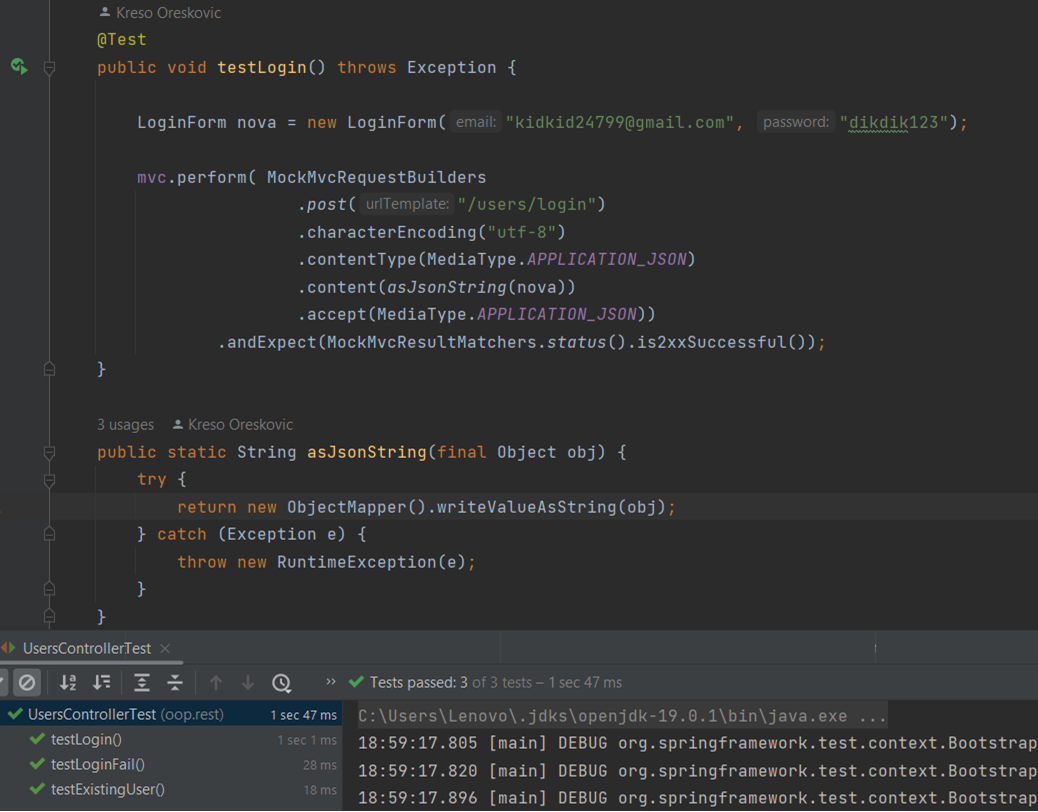 Kreso Oreskovic
@Test
public void testLogin() throws Exception {
LoginForm nova = new LoginForm( email: "kidkid24799@gmail.com", password: "dikdik123");
mvc.perform( MockMvcRequestBuilders
.post( urlTemplate: "/users/login")
.characterEncoding("utf-8")
.contentType(MediaType.APPLICATION_JSON)
.content(asJsonString(nova))
.accept(MediaType.APPLICATION_JSON))
.andExpect(MockMvcResultMatchers.status().is2xxSuccessful());
}
3 usages Kreso Oreskovic
public static String asJsonString(final Object obj) {
try {
return new ObjectMapper().writeValueAsString(obj);
} catch (Exception e) {
throw new RuntimeException(e);
}
}
UsersControllerTest ×
>> Tests passed: 3 of 3 tests – 1 sec 47 ms
UsersControllerTest (oop.rest) 1 sec 47 ms
testLogin() 1 sec 1 ms
testLoginFail() 28 ms
testExistingUser() 18 ms
C:\Users\Lenovo\.jdks\openjdk-19.0.1\bin\java.exe ...
18:59:17.805 [main] DEBUG org.springframework.test.context.Bootstrap
18:59:17.820 [main] DEBUG org.springframework.test.context.Bootstrap
18:59:17.896 [main] DEBUG org.springframework.test.context.Bootstrap